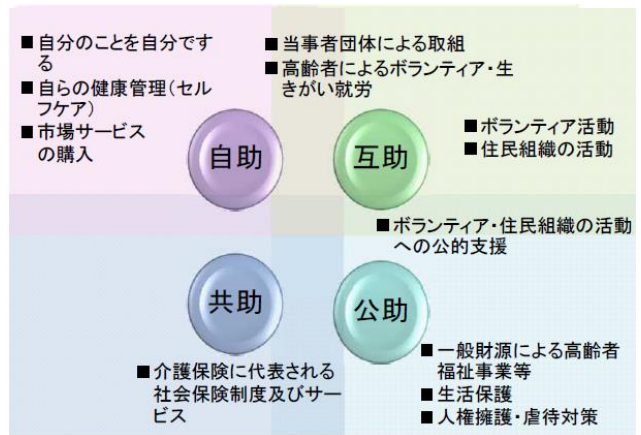 ■自分のことを自分です
る
■自らの健康管理（セル
フケア）
■市場サービス
の購入
■当事者団体による取組
■高齢者によるボランティア・生
きがい就労
■ボランティア活動
■住民組織の活動
自助
互助
■ボランティア・住民組織の活動
への公的支援
共助
公助
■介護保険に代表される
社会保険制度及びサー
ビス
■一般財源による高齢者
福祉事業等
■生活保護
■人権擁護・虐待対策